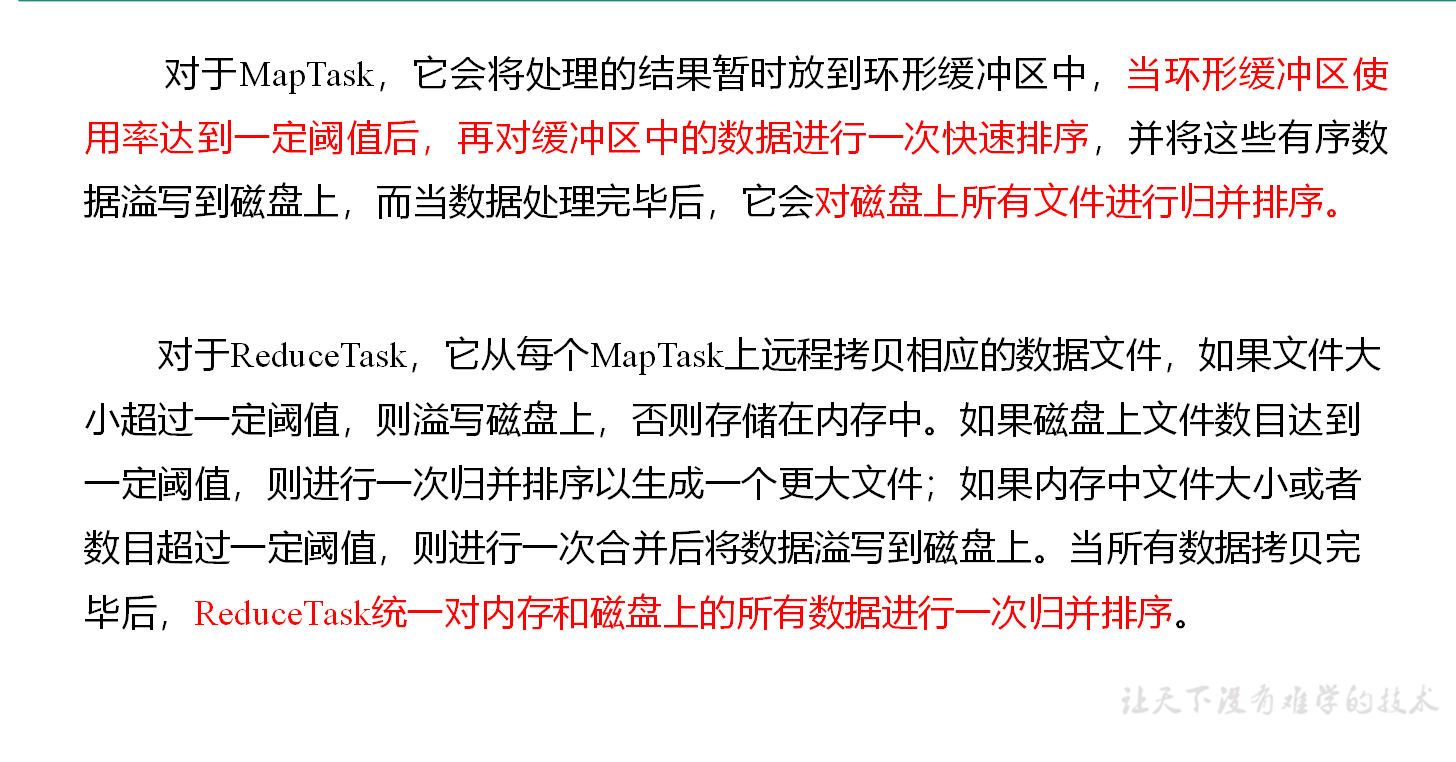 对于MapTask，它会将处理的结果暂时放到环形缓冲区中，当环形缓冲区使
用率达到一定阈值后，再对缓冲区中的数据进行一次快速排序，并将这些有序数
据溢写到磁盘上，而当数据处理完毕后，它会对磁盘上所有文件进行归并排序。
对于ReduceTask，它从每个MapTask上远程拷贝相应的数据文件，如果文件大
小超过一定阈值，则溢写磁盘上，否则存储在内存中。如果磁盘上文件数目达到
一定阈值，则进行一次归并排序以生成一个更大文件；如果内存中文件大小或者
数目超过一定阈值，则进行一次合并后将数据溢写到磁盘上。当所有数据拷贝完
毕后，ReduceTask统一对内存和磁盘上的所有数据进行一次归并排序。
让天下没有难学的技术